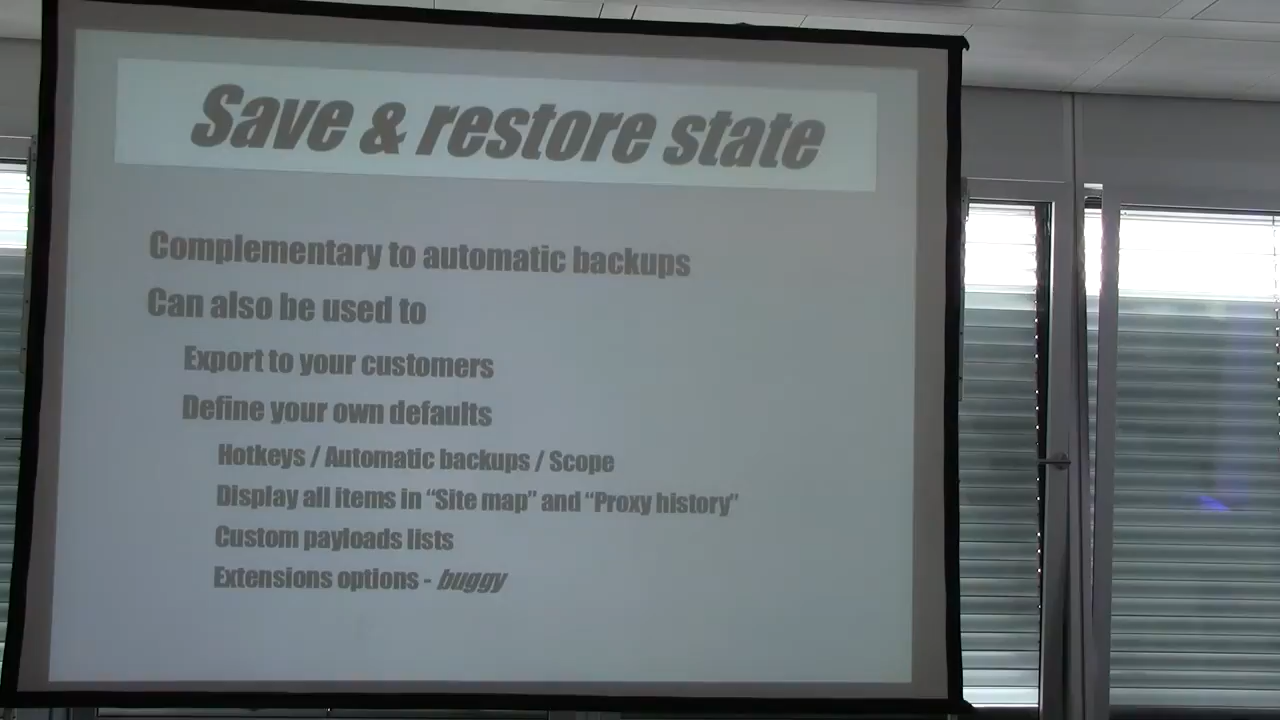 Save & restore state
Complementary to automatic backups
Can also be used to
Export to your customers
Define your own defaults
Hotkeys / Automatic backups / Scope
Display all items in “Site map” and “Proxy history”
Custom payloads lists
Extensions options - buggy